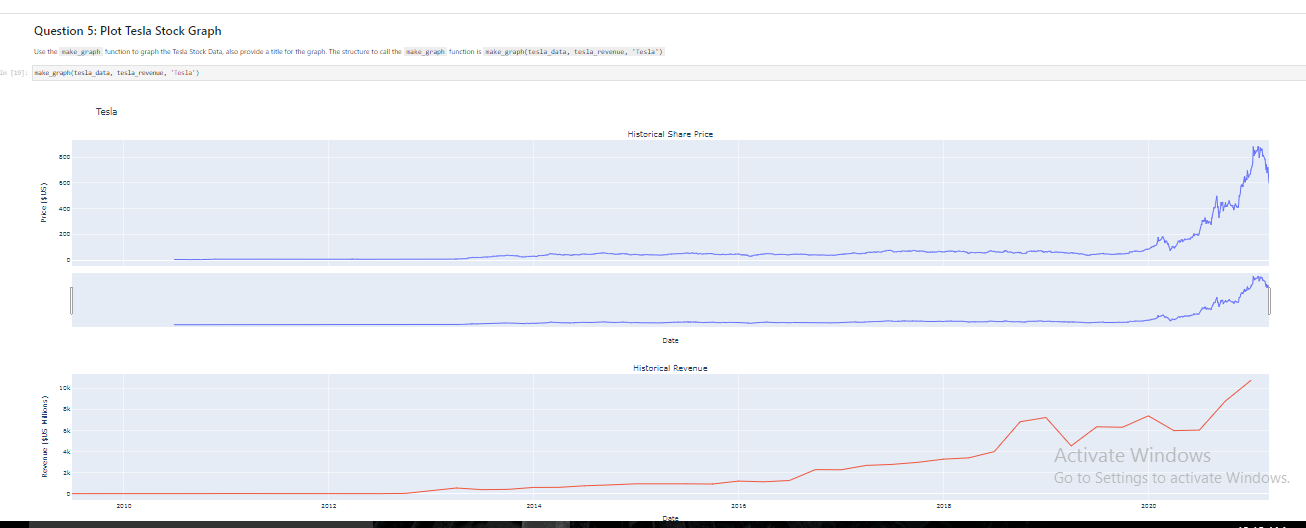 Question 5: Plot Tesla Stock Graph
Use the make_graph function to graph the Tesla Stock Data, also provide a title for the graph. The structure to call the make_graph function is make_graph(tesla_data, tesla_revenue, 'Tesla')
In [19]: make_graph(tesla_data, tesla_revenue, 'Tesla')
Tesla
Historical Share Price
Price ($US)
800
600
400
200
0
Date
Historical Revenue
Revenue ($US Millions)
10k
8k
6k
4k
2k
0
2010 2012 2014 2016 2018 2020
Date
Activate Windows
Go to Settings to activate Windows.